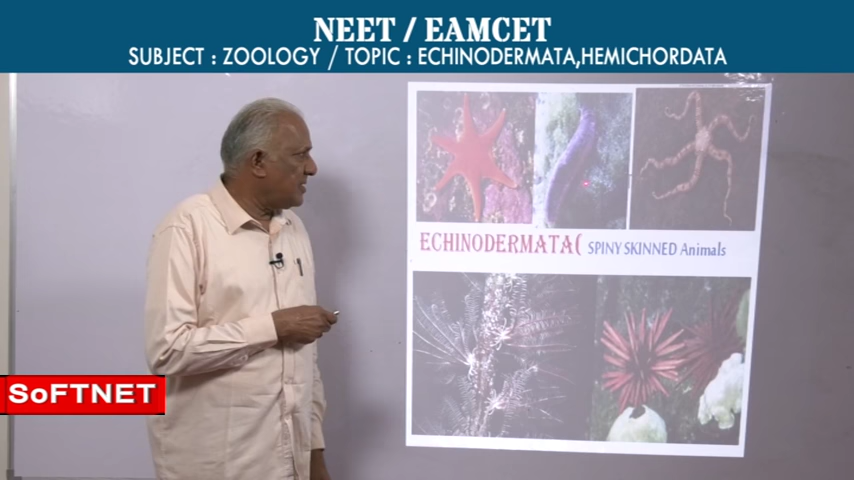 NEET / EAMCET
SUBJECT : ZOOLOGY / TOPIC : ECHINODERMATA,HEMICHORDATA
ECHINODERMATA( SPINY SKINNED Animals
SoFTNET